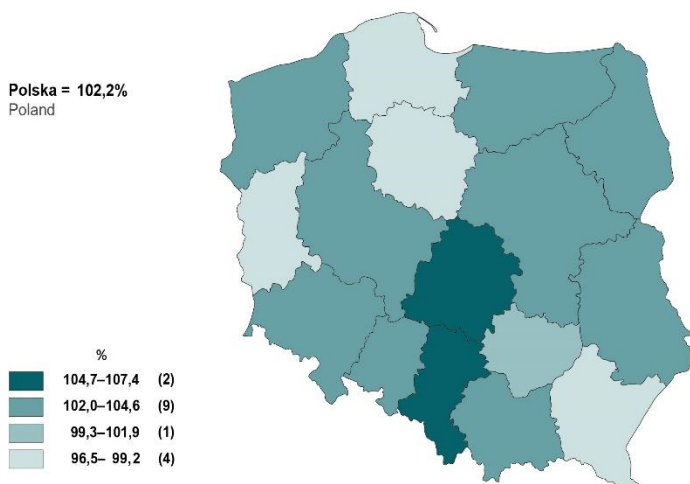 Polska = 102,2%
Poland
%
104,7–107,4 (2)
102,0–104,6 (9)
99,3–101,9 (1)
96,5– 99,2 (4)